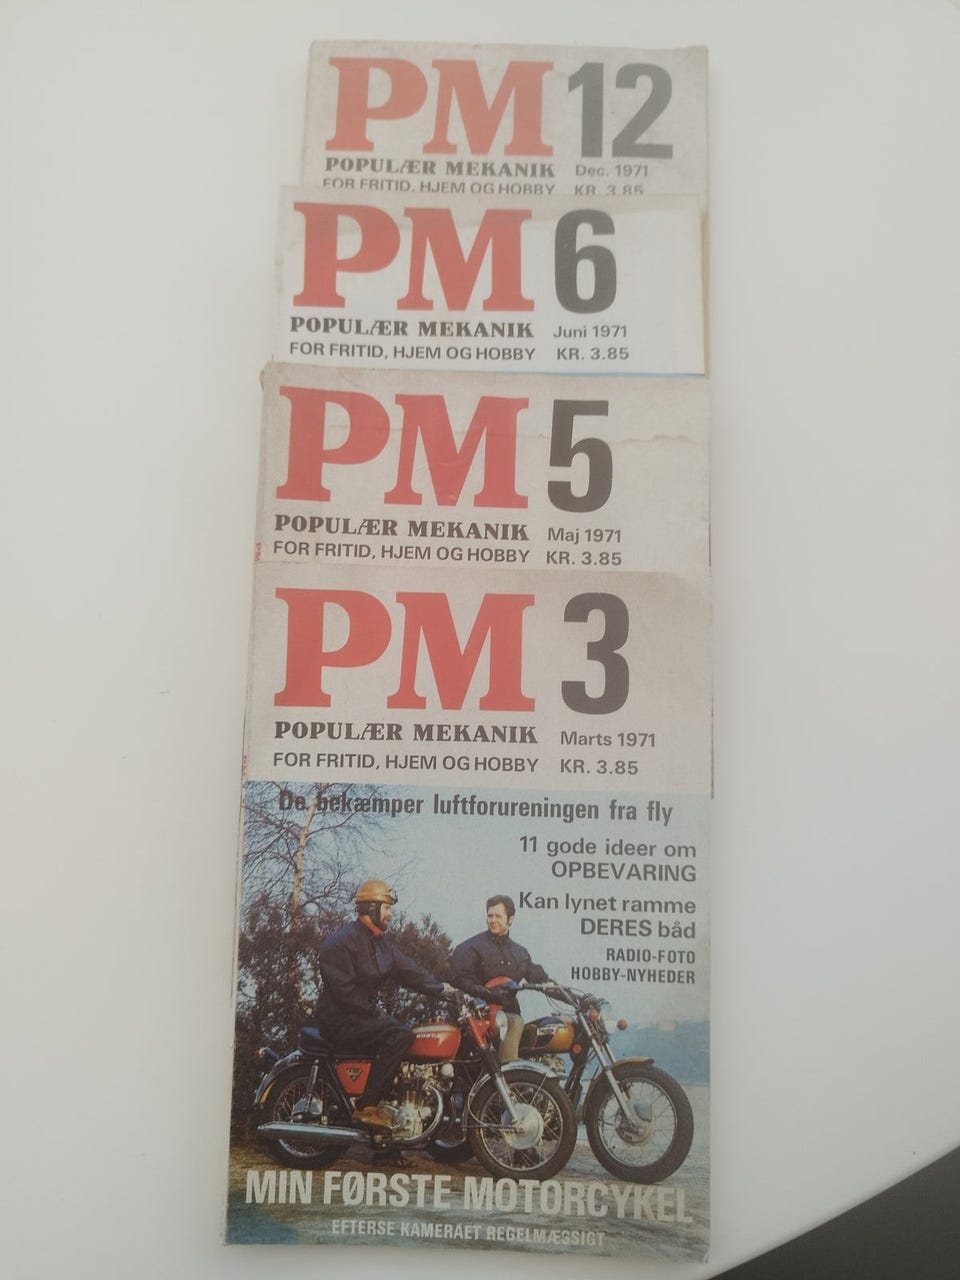 PM 12
POPULÆR MEKANIK Dec. 1971
FOR FRITID, HJEM OG HOBBY KR. 3.85
PM 6
POPULÆR MEKANIK Juni 1971
FOR FRITID, HJEM OG HOBBY KR. 3.85
PM 5
POPULÆR MEKANIK Maj 1971
FOR FRITID, HJEM OG HOBBY KR. 3.85
PM 3
POPULÆR MEKANIK Marts 1971
FOR FRITID, HJEM OG HOBBY KR. 3.85
De bekæmper luftforureningen fra fly
11 gode ideer om
OPBEVARING
Kan lynet ramme
DERES båd
RADIO-FOTO
HOBBY-NYHEDER
HONDA
MIN FØRSTE MOTORCYKEL
EFTERSE KAMERAET REGELMÆSSIGT